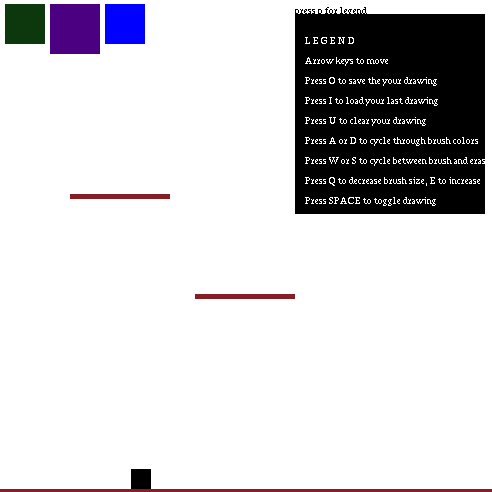 press p for legend
L E G E N D
Arrow keys to move
Press O to save the your drawing
Press I to load your last drawing
Press U to clear your drawing
Press A or D to cycle through brush colors
Press W or S to cycle between brush and eras
Press Q to decrease brush size, E to increase
Press SPACE to toggle drawing